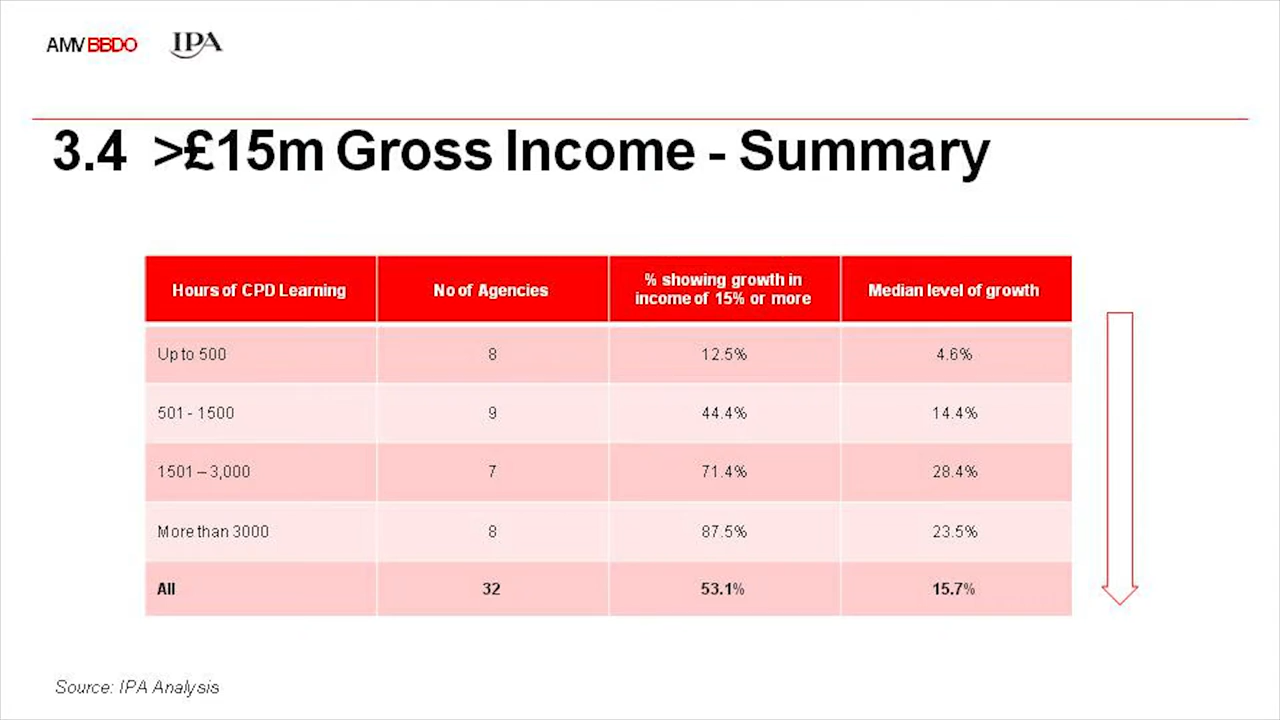 AMV BBDO IPA
3.4 >£15m Gross Income - Summary
Hours of CPD Learning No of Agencies % showing growth in income of 15% or more Median level of growth
Up to 500 8 12.5% 4.6%
501 - 1500 9 44.4% 14.4%
1501 – 3,000 7 71.4% 28.4%
More than 3000 8 87.5% 23.5%
All 32 53.1% 15.7%
Source: IPA Analysis